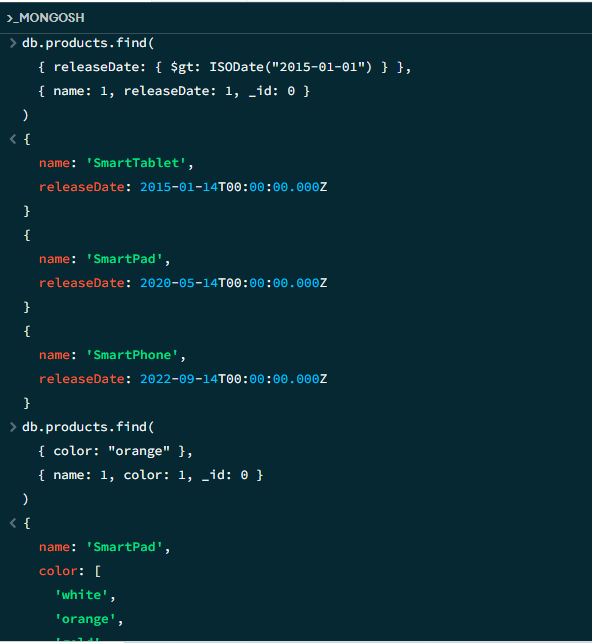 >_MONGOSH
> db.products.find(
{ releaseDate: { $gt: ISODate("2015-01-01") } },
{ name: 1, releaseDate: 1, _id: 0 }
)
< {
name: 'SmartTablet',
releaseDate: 2015-01-14T00:00:00.000Z
}
{
name: 'SmartPad',
releaseDate: 2020-05-14T00:00:00.000Z
}
{
name: 'SmartPhone',
releaseDate: 2022-09-14T00:00:00.000Z
}
> db.products.find(
{ color: "orange" },
{ name: 1, color: 1, _id: 0 }
)
< {
name: 'SmartPad',
color: [
'white',
'orange',